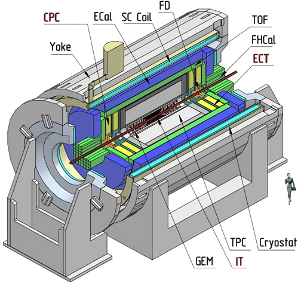 FD
CPC
ECal
SC Coil
TOF
Yoke
FHCal
ECT
TPC
Cryostat
GEM
IT